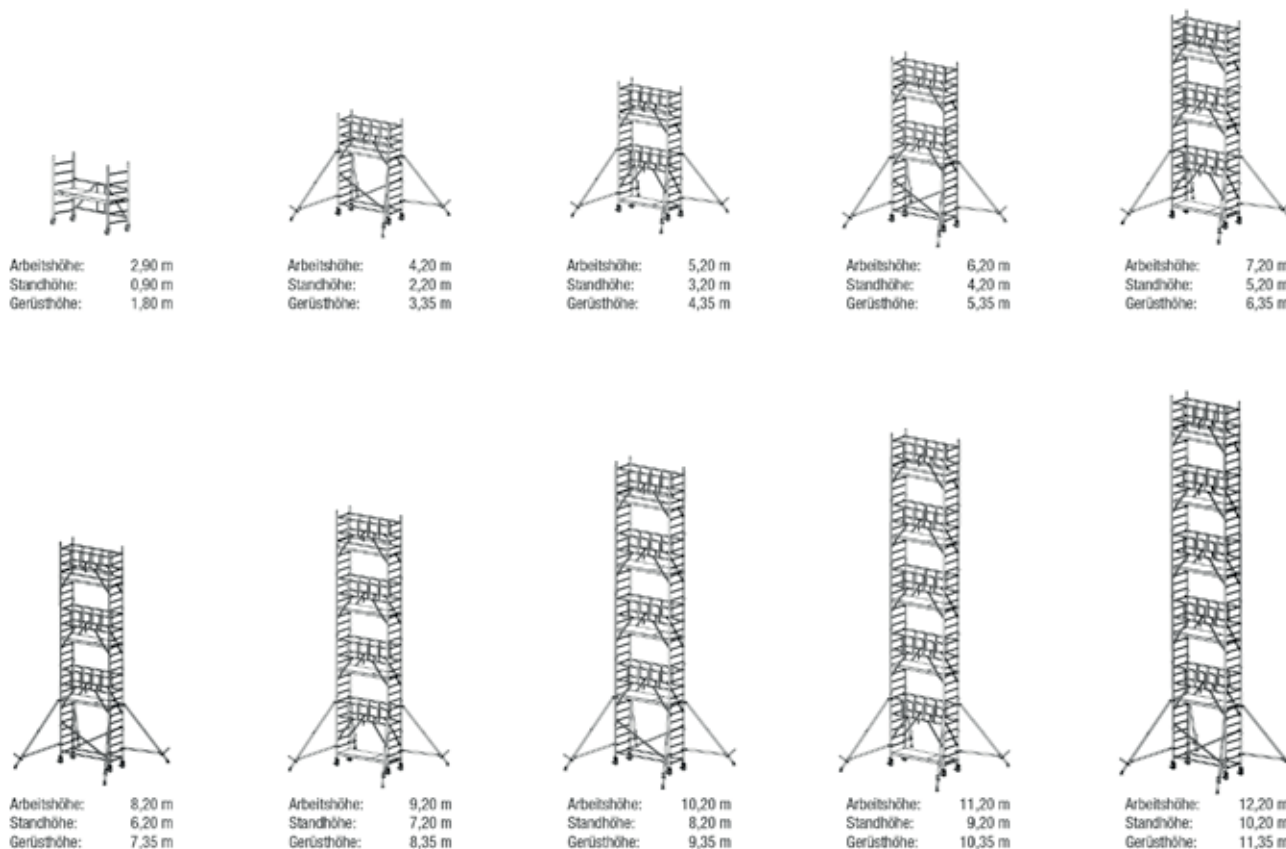 Arbeitshöhe: 2,90 m
Standhöhe: 0,90 m
Gerüsthöhe: 1,80 m
Arbeitshöhe: 4,20 m
Standhöhe: 2,20 m
Gerüsthöhe: 3,35 m
Arbeitshöhe: 5,20 m
Standhöhe: 3,20 m
Gerüsthöhe: 4,35 m
Arbeitshöhe: 6,20 m
Standhöhe: 4,20 m
Gerüsthöhe: 5,35 m
Arbeitshöhe: 7,20 m
Standhöhe: 5,20 m
Gerüsthöhe: 6,35 m
Arbeitshöhe: 8,20 m
Standhöhe: 6,20 m
Gerüsthöhe: 7,35 m
Arbeitshöhe: 9,20 m
Standhöhe: 7,20 m
Gerüsthöhe: 8,35 m
Arbeitshöhe: 10,20 m
Standhöhe: 8,20 m
Gerüsthöhe: 9,35 m
Arbeitshöhe: 11,20 m
Standhöhe: 9,20 m
Gerüsthöhe: 10,35 m
Arbeitshöhe: 12,20 m
Standhöhe: 10,20 m
Gerüsthöhe: 11,35 m